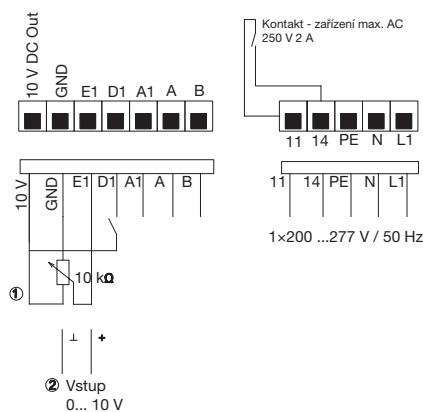 10 V DC Out
GND
E1
D1
A1
A
B
Kontakt - zařízení max. AC
250 V 2 A
11
14
PE
N
L1
10 V
GND
E1
D1
A1
A
B
11
14
PE
N
L1
1×200 ...277 V / 50 Hz
10 kΩ
①
⊥
+
② Vstup
0... 10 V